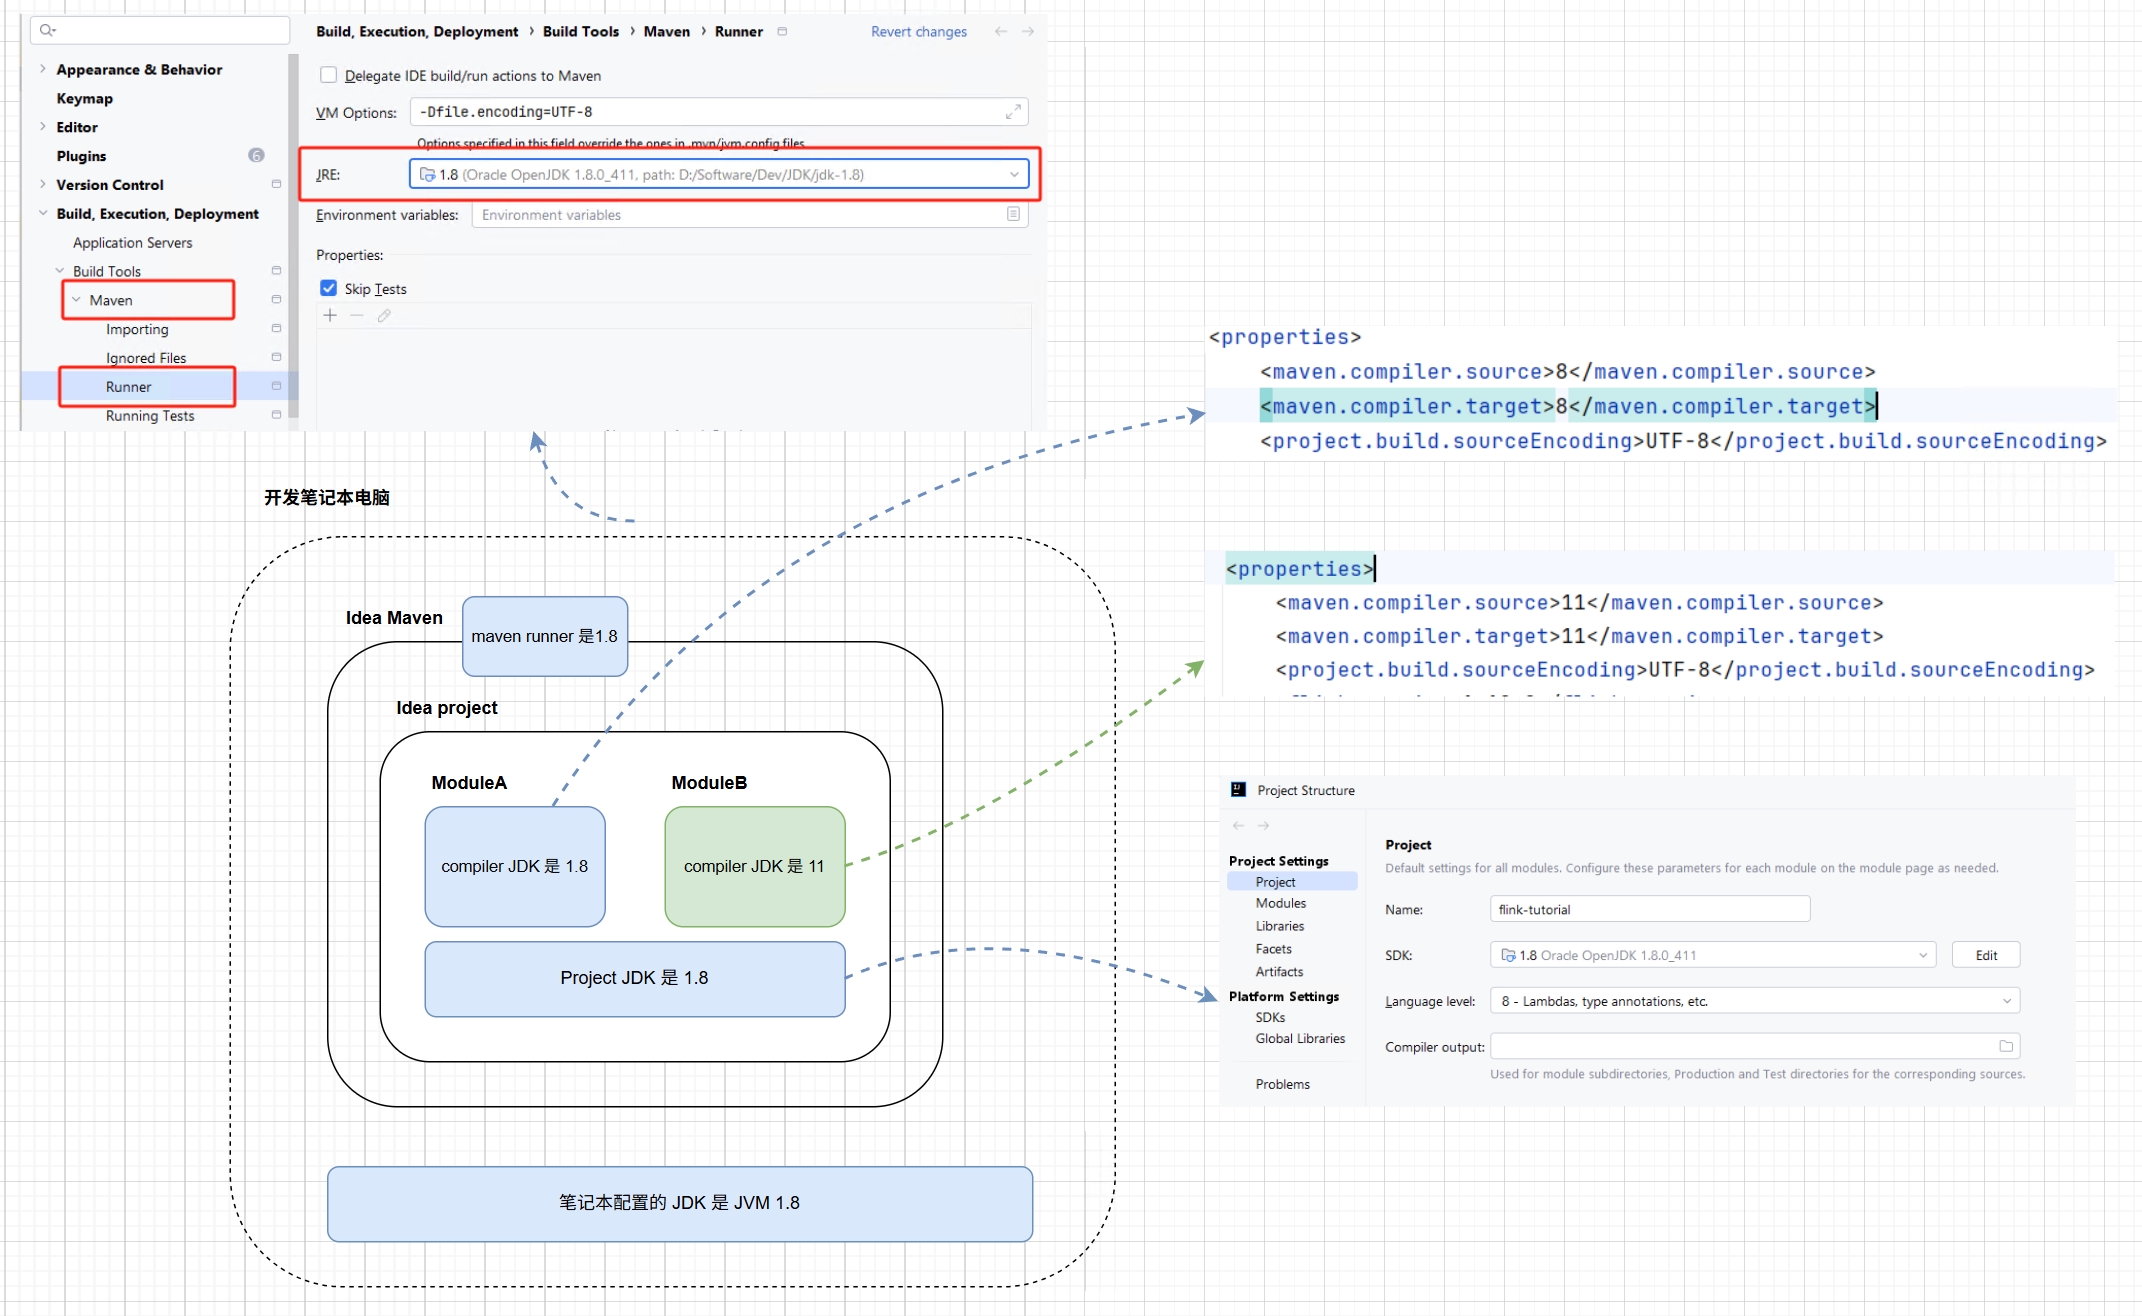 Build, Execution, Deployment › Build Tools › Maven › Runner
Revert changes
Appearance & Behavior
Keymap
Editor
Plugins
6
Version Control
Build, Execution, Deployment
Application Servers
Build Tools
Maven
Importing
Ignored Files
Runner
Running Tests
Delegate IDE build/run actions to Maven
VM Options: -Dfile.encoding=UTF-8
Options specified in this field override the ones in .mvn/jvm.config files
JRE: 1.8 (Oracle OpenJDK 1.8.0_411, path: D:/Software/Dev/JDK/jdk-1.8)
Environment variables: Environment variables
Properties:
Skip Tests
<properties>
<maven.compiler.source>8</maven.compiler.source>
<maven.compiler.target>8</maven.compiler.target>
<project.build.sourceEncoding>UTF-8</project.build.sourceEncoding>
开发笔记本电脑
Idea Maven
maven runner 是1.8
Idea project
ModuleA
ModuleB
compiler JDK 是 1.8
compiler JDK 是 11
Project JDK 是 1.8
笔记本配置的 JDK 是 JVM 1.8
<properties>
<maven.compiler.source>11</maven.compiler.source>
<maven.compiler.target>11</maven.compiler.target>
<project.build.sourceEncoding>UTF-8</project.build.sourceEncoding>
Project Structure
Project Settings
Project
Modules
Libraries
Facets
Artifacts
Platform Settings
SDKs
Global Libraries
Problems
Project
Default settings for all modules. Configure these parameters for each module on the module page as needed.
Name: flink-tutorial
SDK: 1.8 Oracle OpenJDK 1.8.0_411 Edit
Language level: 8 - Lambdas, type annotations, etc.
Compiler output:
Used for module subdirectories, Production and Test directories for the corresponding sources.